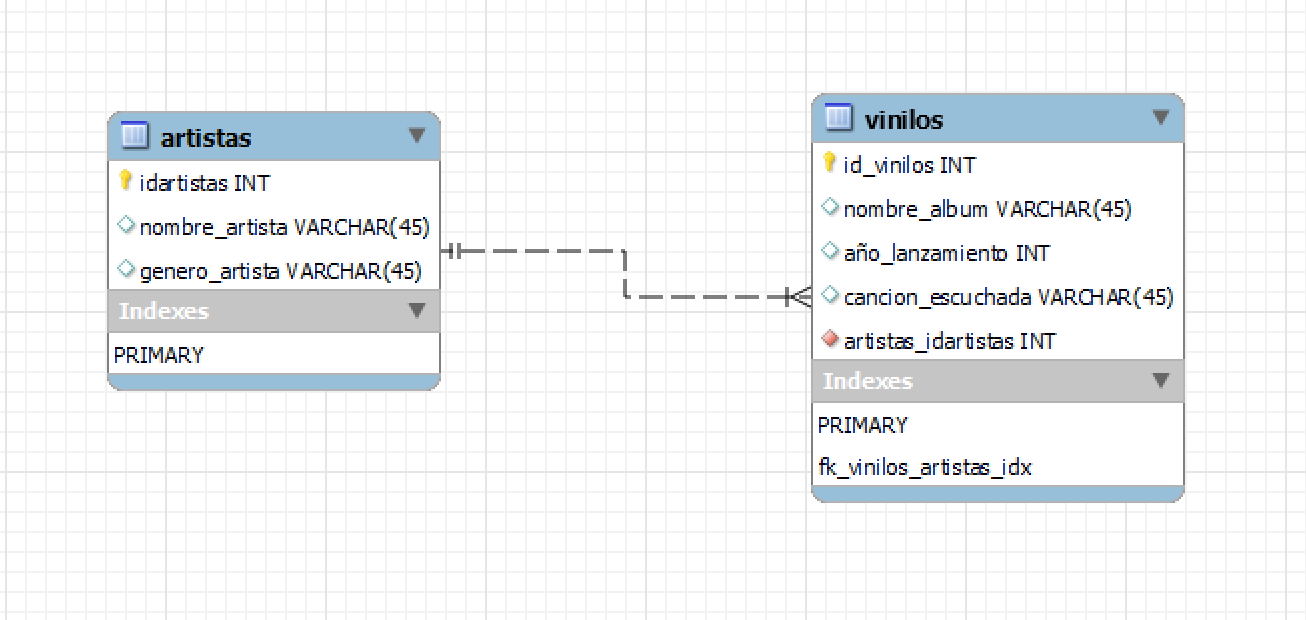 artistas
idartistas INT
nombre_artista VARCHAR(45)
genero_artista VARCHAR(45)
Indexes
PRIMARY
vinilos
id_vinilos INT
nombre_album VARCHAR(45)
año_lanzamiento INT
cancion_escuchada VARCHAR(45)
artistas_idartistas INT
Indexes
PRIMARY
fk_vinilos_artistas_idx